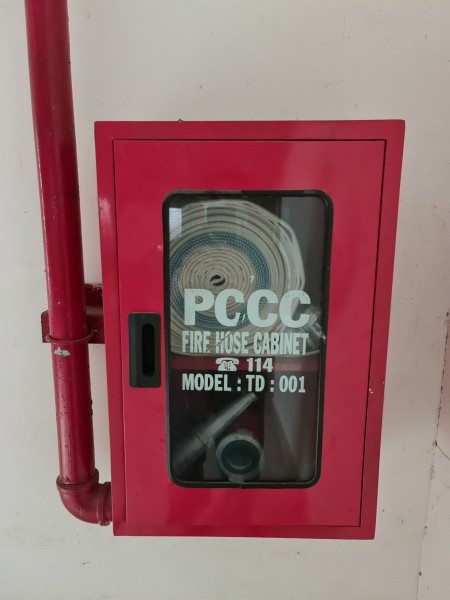 PCCC
FIRE HOSE CABINET
☎ 114
MODEL : TD : 001